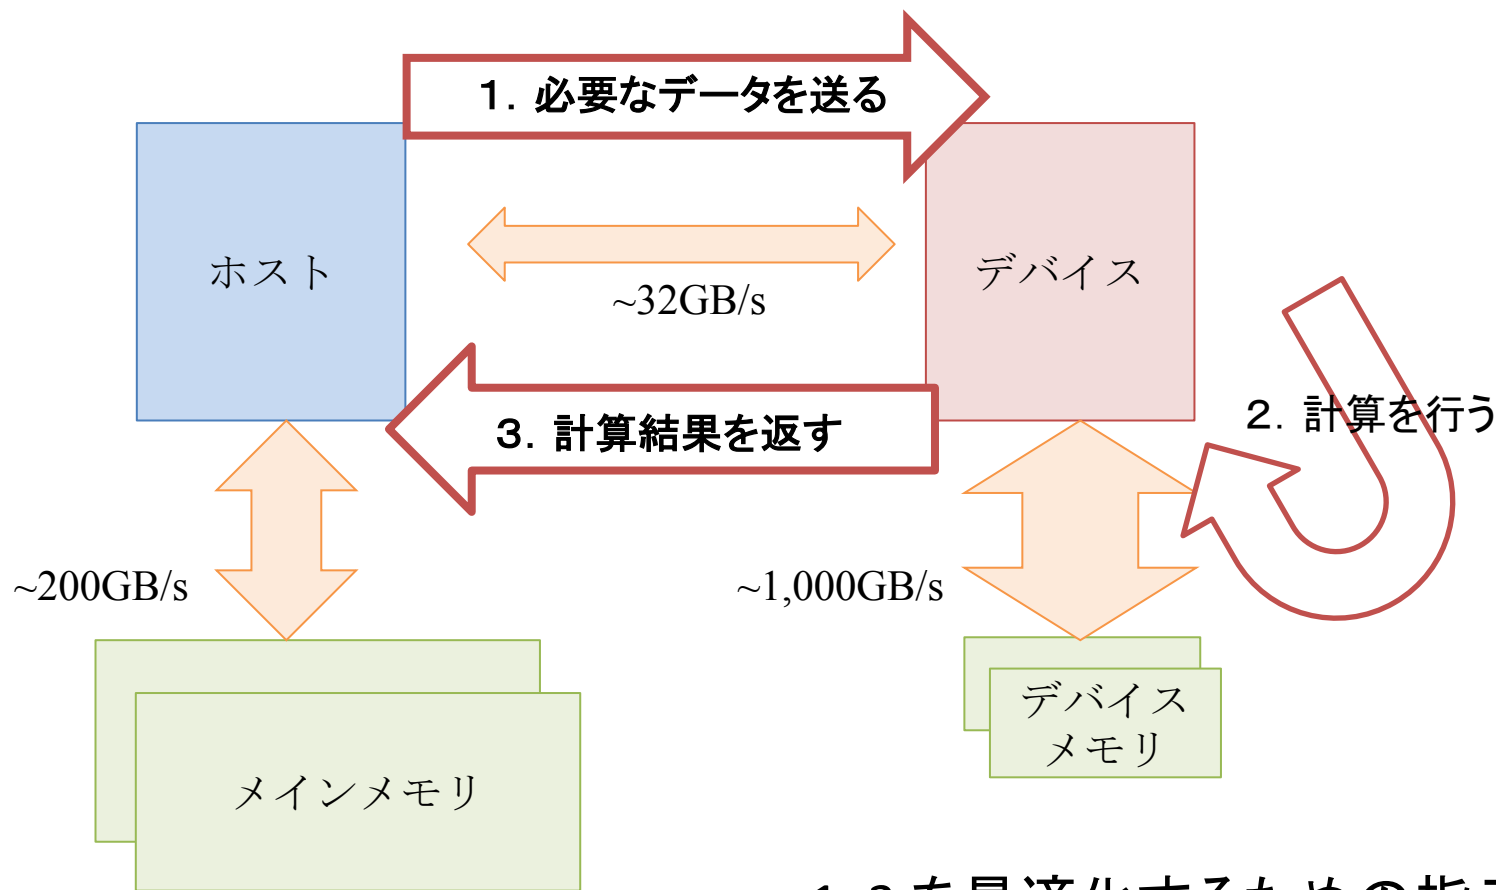 １．必要なデータを送る
ホスト
デバイス
~32GB/s
２．計算を行う
３．計算結果を返す
~200GB/s
~1,000GB/s
デバイス
メモリ
メインメモリ